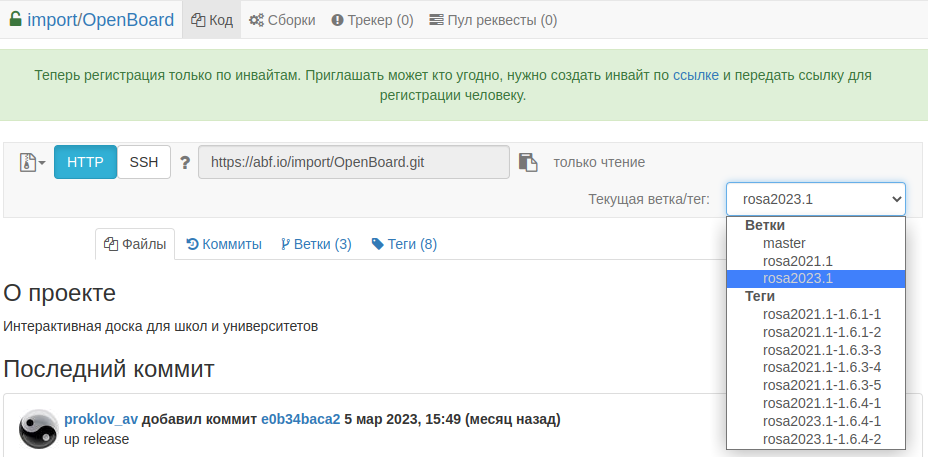 import/OpenBoard Код Сборки Трекер (0) Пул реквесты (0)
Теперь регистрация только по инвайтам. Приглашать может кто угодно, нужно создать инвайт по ссылке и передать ссылку для
регистрации человеку.
HTTP SSH ? https://abf.io/import/OpenBoard.git только чтение
Текущая ветка/тег: rosa2023.1
Ветки
master
rosa2021.1
rosa2023.1
Теги
rosa2021.1-1.6.1-1
rosa2021.1-1.6.1-2
rosa2021.1-1.6.3-3
rosa2021.1-1.6.3-4
rosa2021.1-1.6.3-5
rosa2021.1-1.6.4-1
rosa2023.1-1.6.4-1
rosa2023.1-1.6.4-2
Файлы Коммиты Ветки (3) Теги (8)
О проекте
Интерактивная доска для школ и университетов
Последний коммит
proklov_av добавил коммит e0b34baca2 5 мар 2023, 15:49 (месяц назад)
up release